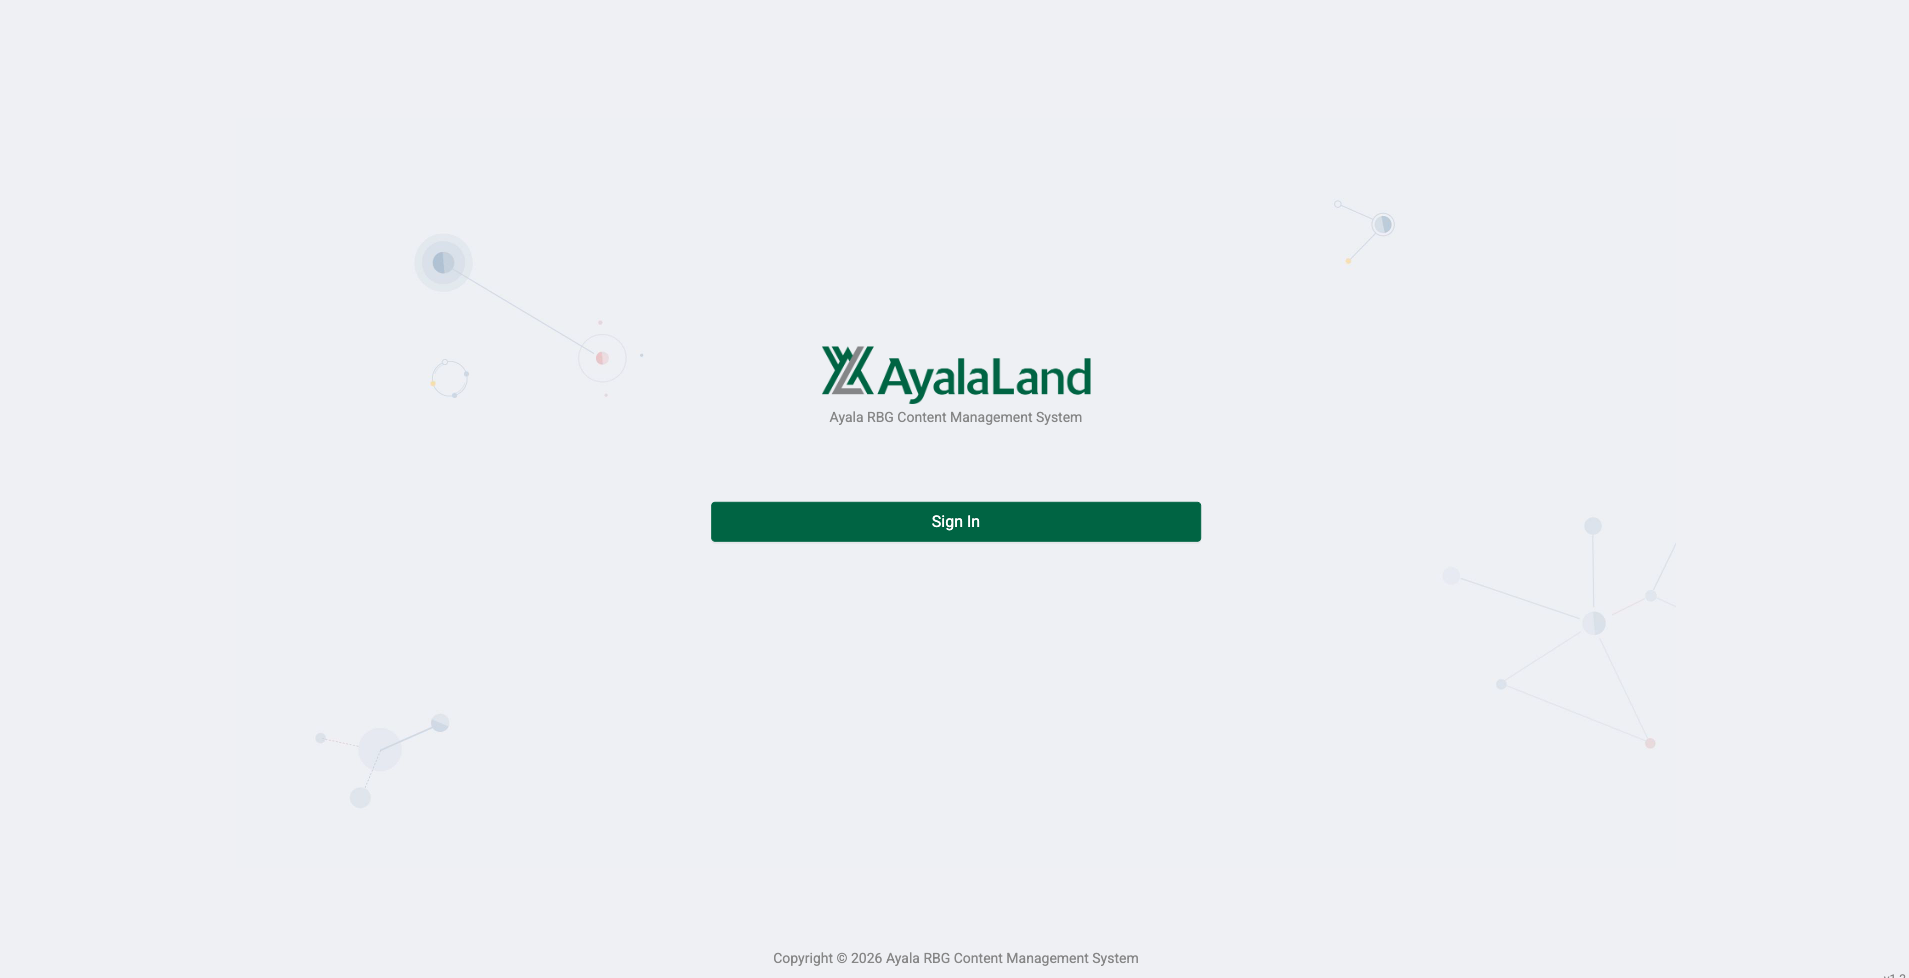 AyalaLand
Ayala RBG Content Management System
Sign In
Copyright © 2026 Ayala RBG Content Management System